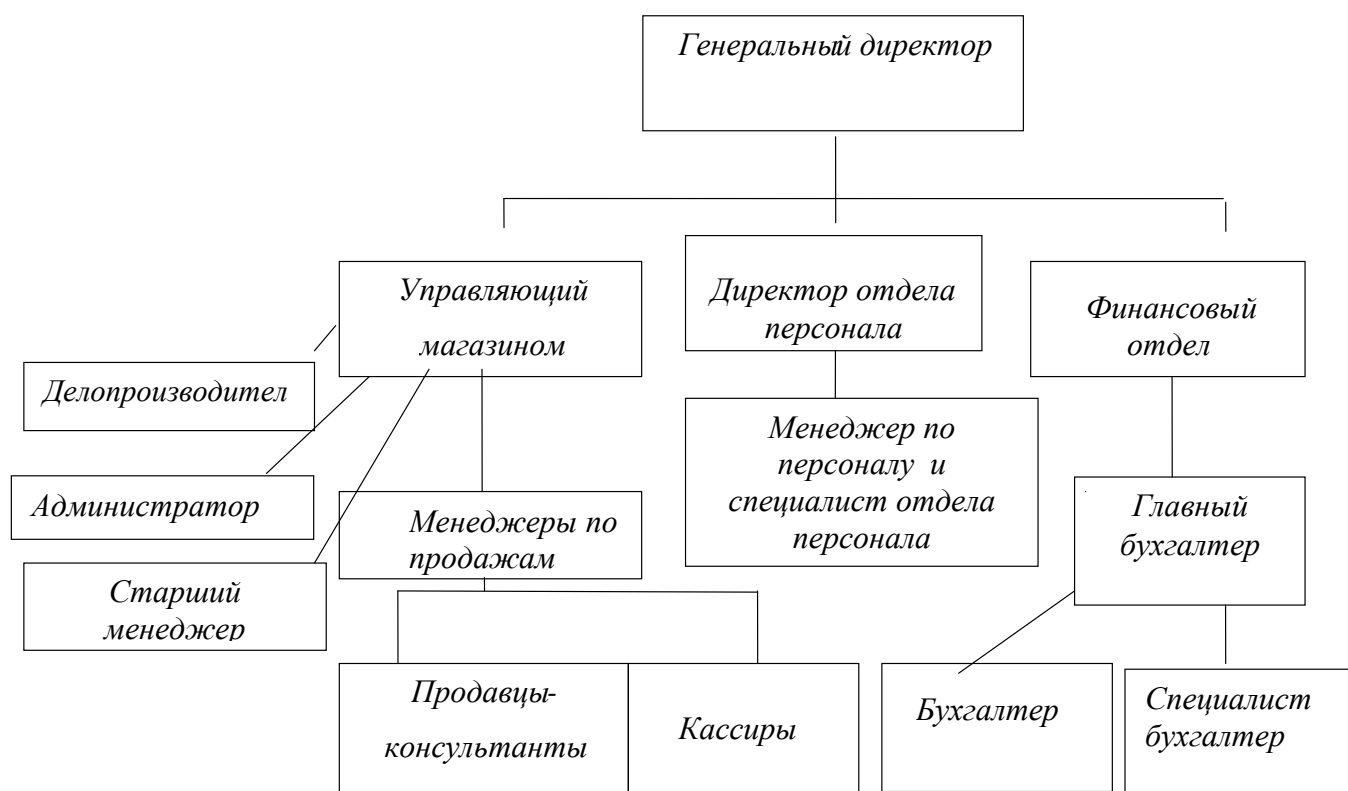 Генеральный директор
Управляющий
магазином
Директор отдела
персонала
Финансовый
отдел
Делопроизводител
Администратор
Старший
менеджер
Менеджеры по
продажам
Менеджер по
персоналу и
специалист отдела
персонала
Главный
бухгалтер
Продавцы-
консультанты
Кассиры
Бухгалтер
Специалист
бухгалтер